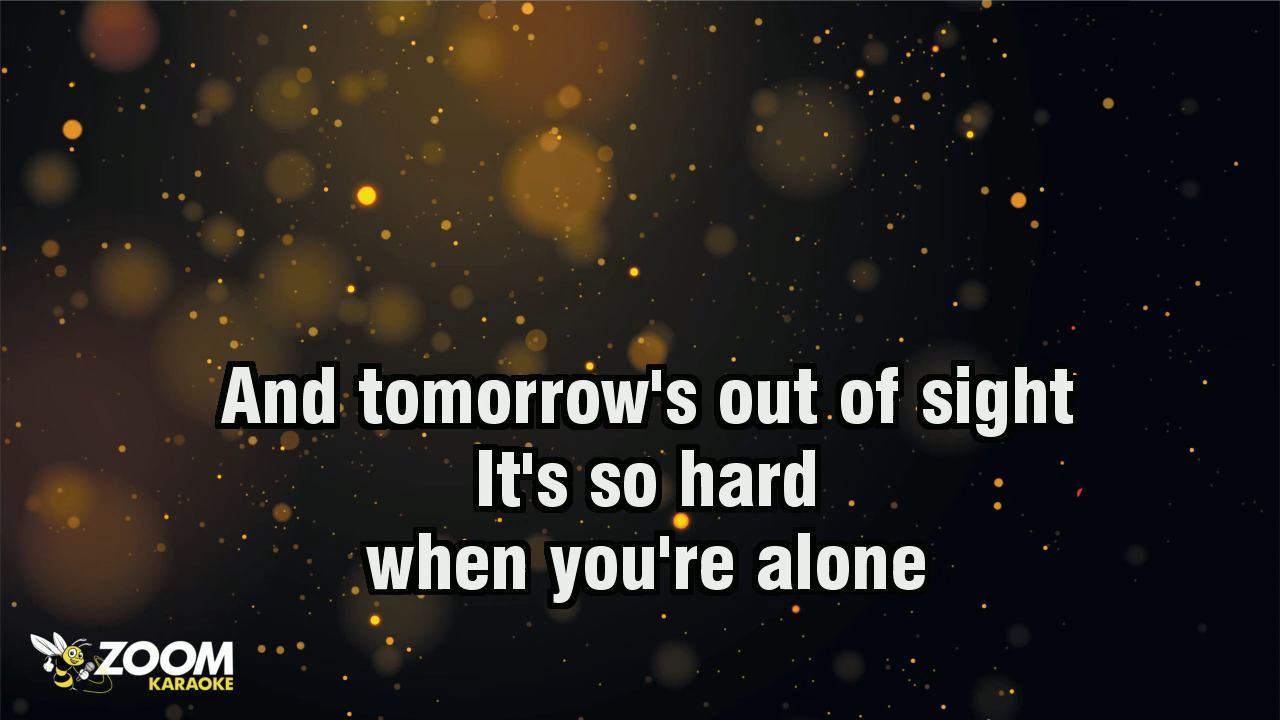 And tomorrow's out of sight
It's so hard
when you're alone
ZOOM
KARAOKE